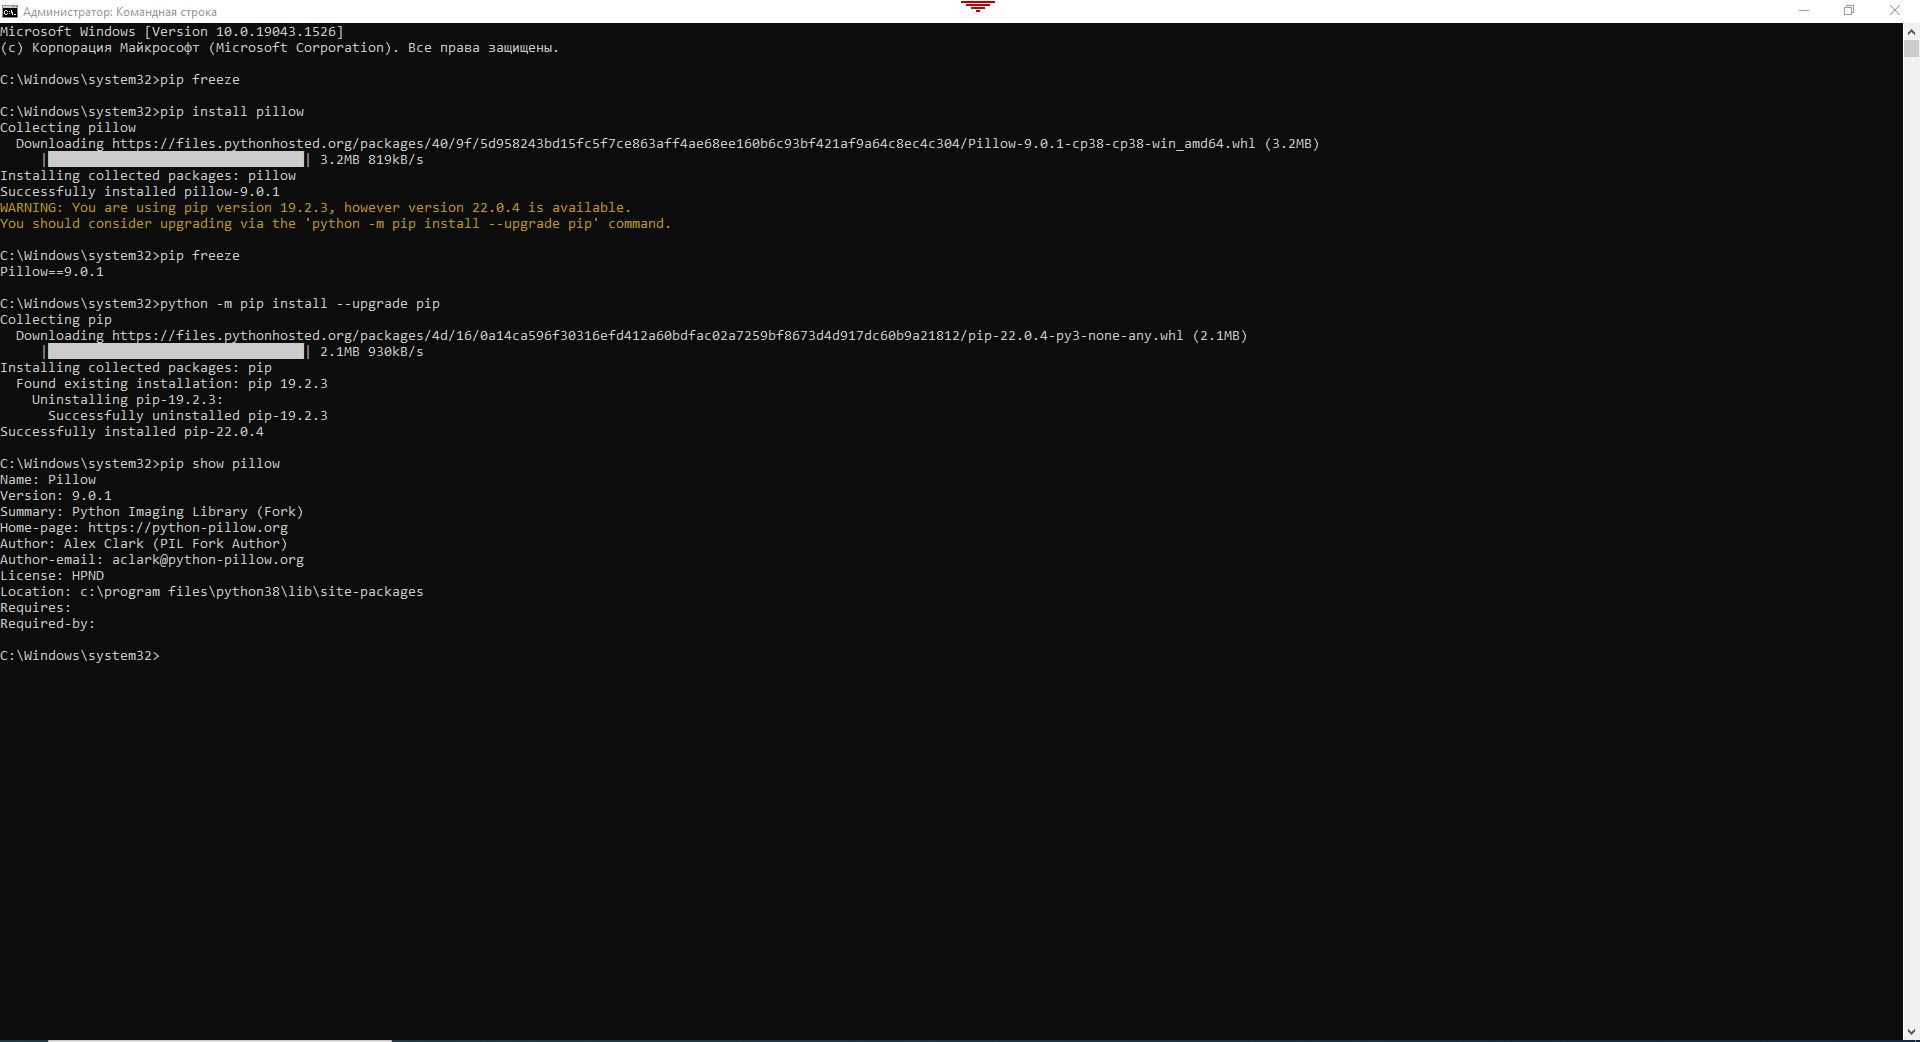 Администратор: Командная строка
Microsoft Windows [Version 10.0.19043.1526]
(c) Корпорация Майкрософт (Microsoft Corporation). Все права защищены.
C:\Windows\system32>pip freeze
C:\Windows\system32>pip install pillow
Collecting pillow
Downloading https://files.pythonhosted.org/packages/40/9f/5d958243bd15fc5f7ce863aff4ae68ee160b6c93bf421af9a64c8ec4c304/Pillow-9.0.1-cp38-cp38-win_amd64.whl (3.2MB)
3.2MB 819kB/s
Installing collected packages: pillow
Successfully installed pillow-9.0.1
WARNING: You are using pip version 19.2.3, however version 22.0.4 is available.
You should consider upgrading via the 'python -m pip install --upgrade pip' command.
C:\Windows\system32>pip freeze
Pillow==9.0.1
C:\Windows\system32>python -m pip install --upgrade pip
Collecting pip
Downloading https://files.pythonhosted.org/packages/4d/16/0a14ca596f30316efd412a60bdfac02a7259bf8673d4d917dc60b9a21812/pip-22.0.4-py3-none-any.whl (2.1MB)
2.1MB 930kB/s
Installing collected packages: pip
Found existing installation: pip 19.2.3
Uninstalling pip-19.2.3:
Successfully uninstalled pip-19.2.3
Successfully installed pip-22.0.4
C:\Windows\system32>pip show pillow
Name: Pillow
Version: 9.0.1
Summary: Python Imaging Library (Fork)
Home-page: https://python-pillow.org
Author: Alex Clark (PIL Fork Author)
Author-email: aclark@python-pillow.org
License: HPND
Location: c:\program files\python38\lib\site-packages
Requires:
Required-by:
C:\Windows\system32>